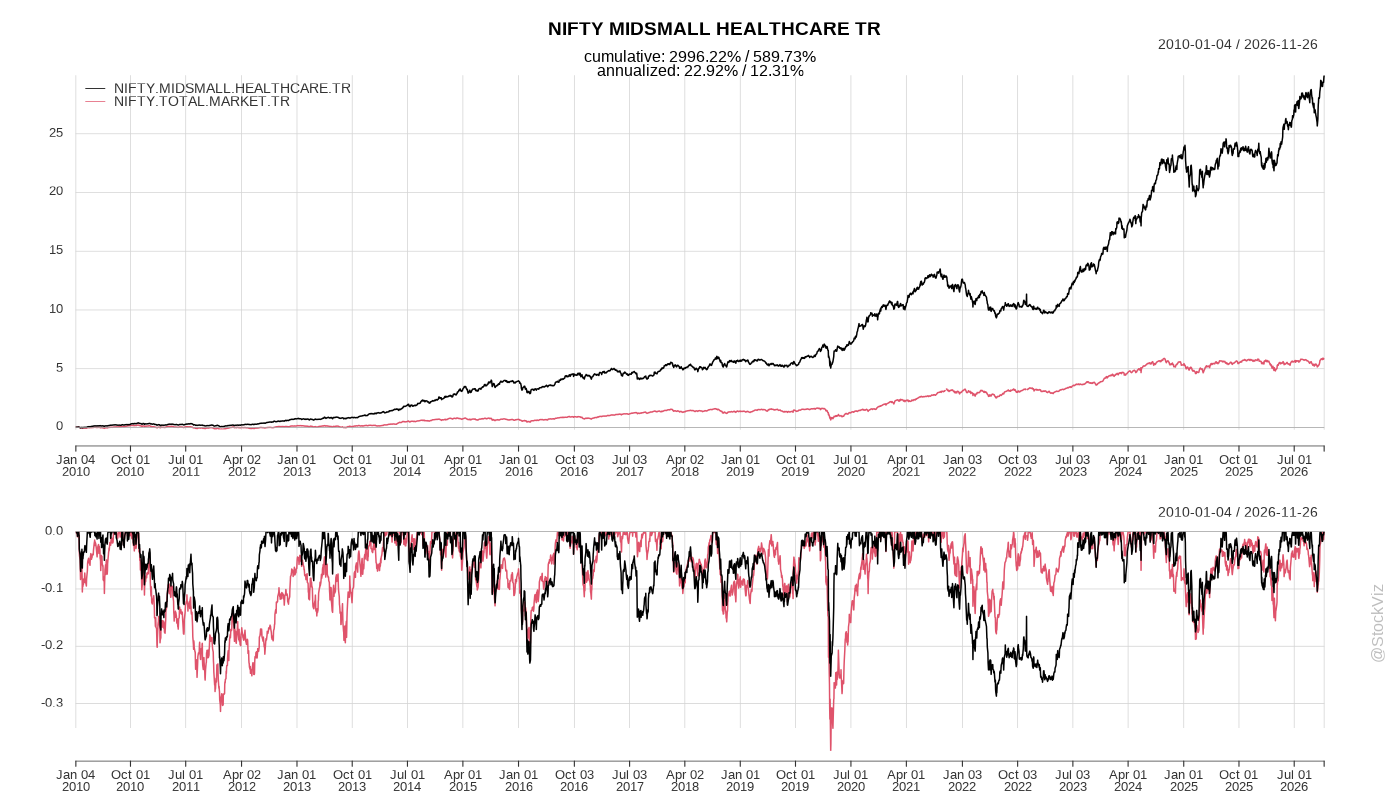 NIFTY MIDSMALL HEALTHCARE TR
2010-01-04 / 2026-11-26
cumulative: 2996.22% / 589.73%
annualized: 22.92% / 12.31%
NIFTY.MIDSMALL.HEALTHCARE.TR
NIFTY.TOTAL.MARKET.TR
25
20
15
10
5
0
Jan 04 Oct 01 Jul 01 Apr 02 Jan 01 Oct 01 Jul 01 Apr 01 Jan 01 Oct 03 Jul 03 Apr 02 Jan 01 Oct 01 Jul 01 Apr 01 Jan 03 Oct 03 Jul 03 Apr 01 Jan 01 Oct 01 Jul 01
2010 2010 2011 2012 2013 2013 2014 2015 2016 2016 2017 2018 2019 2019 2020 2021 2022 2022 2023 2024 2025 2025 2026
2010-01-04 / 2026-11-26
0.0
-0.1
-0.2
-0.3
Jan 04 Oct 01 Jul 01 Apr 02 Jan 01 Oct 01 Jul 01 Apr 01 Jan 01 Oct 03 Jul 03 Apr 02 Jan 01 Oct 01 Jul 01 Apr 01 Jan 03 Oct 03 Jul 03 Apr 01 Jan 01 Oct 01 Jul 01
2010 2010 2011 2012 2013 2013 2014 2015 2016 2016 2017 2018 2019 2019 2020 2021 2022 2022 2023 2024 2025 2025 2026
@StockViz